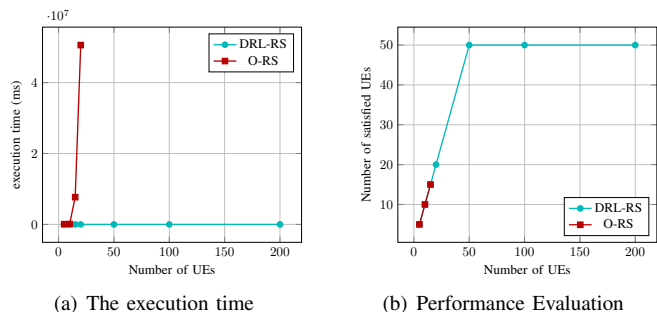 ·10⁷
DRL-RS
O-RS
execution time (ms)
4
2
0
0 50 100 150 200
Number of UEs
(a) The execution time
DRL-RS
O-RS
Number of satisfied UEs
50
40
30
20
10
0 50 100 150 200
Number of UEs
(b) Performance Evaluation